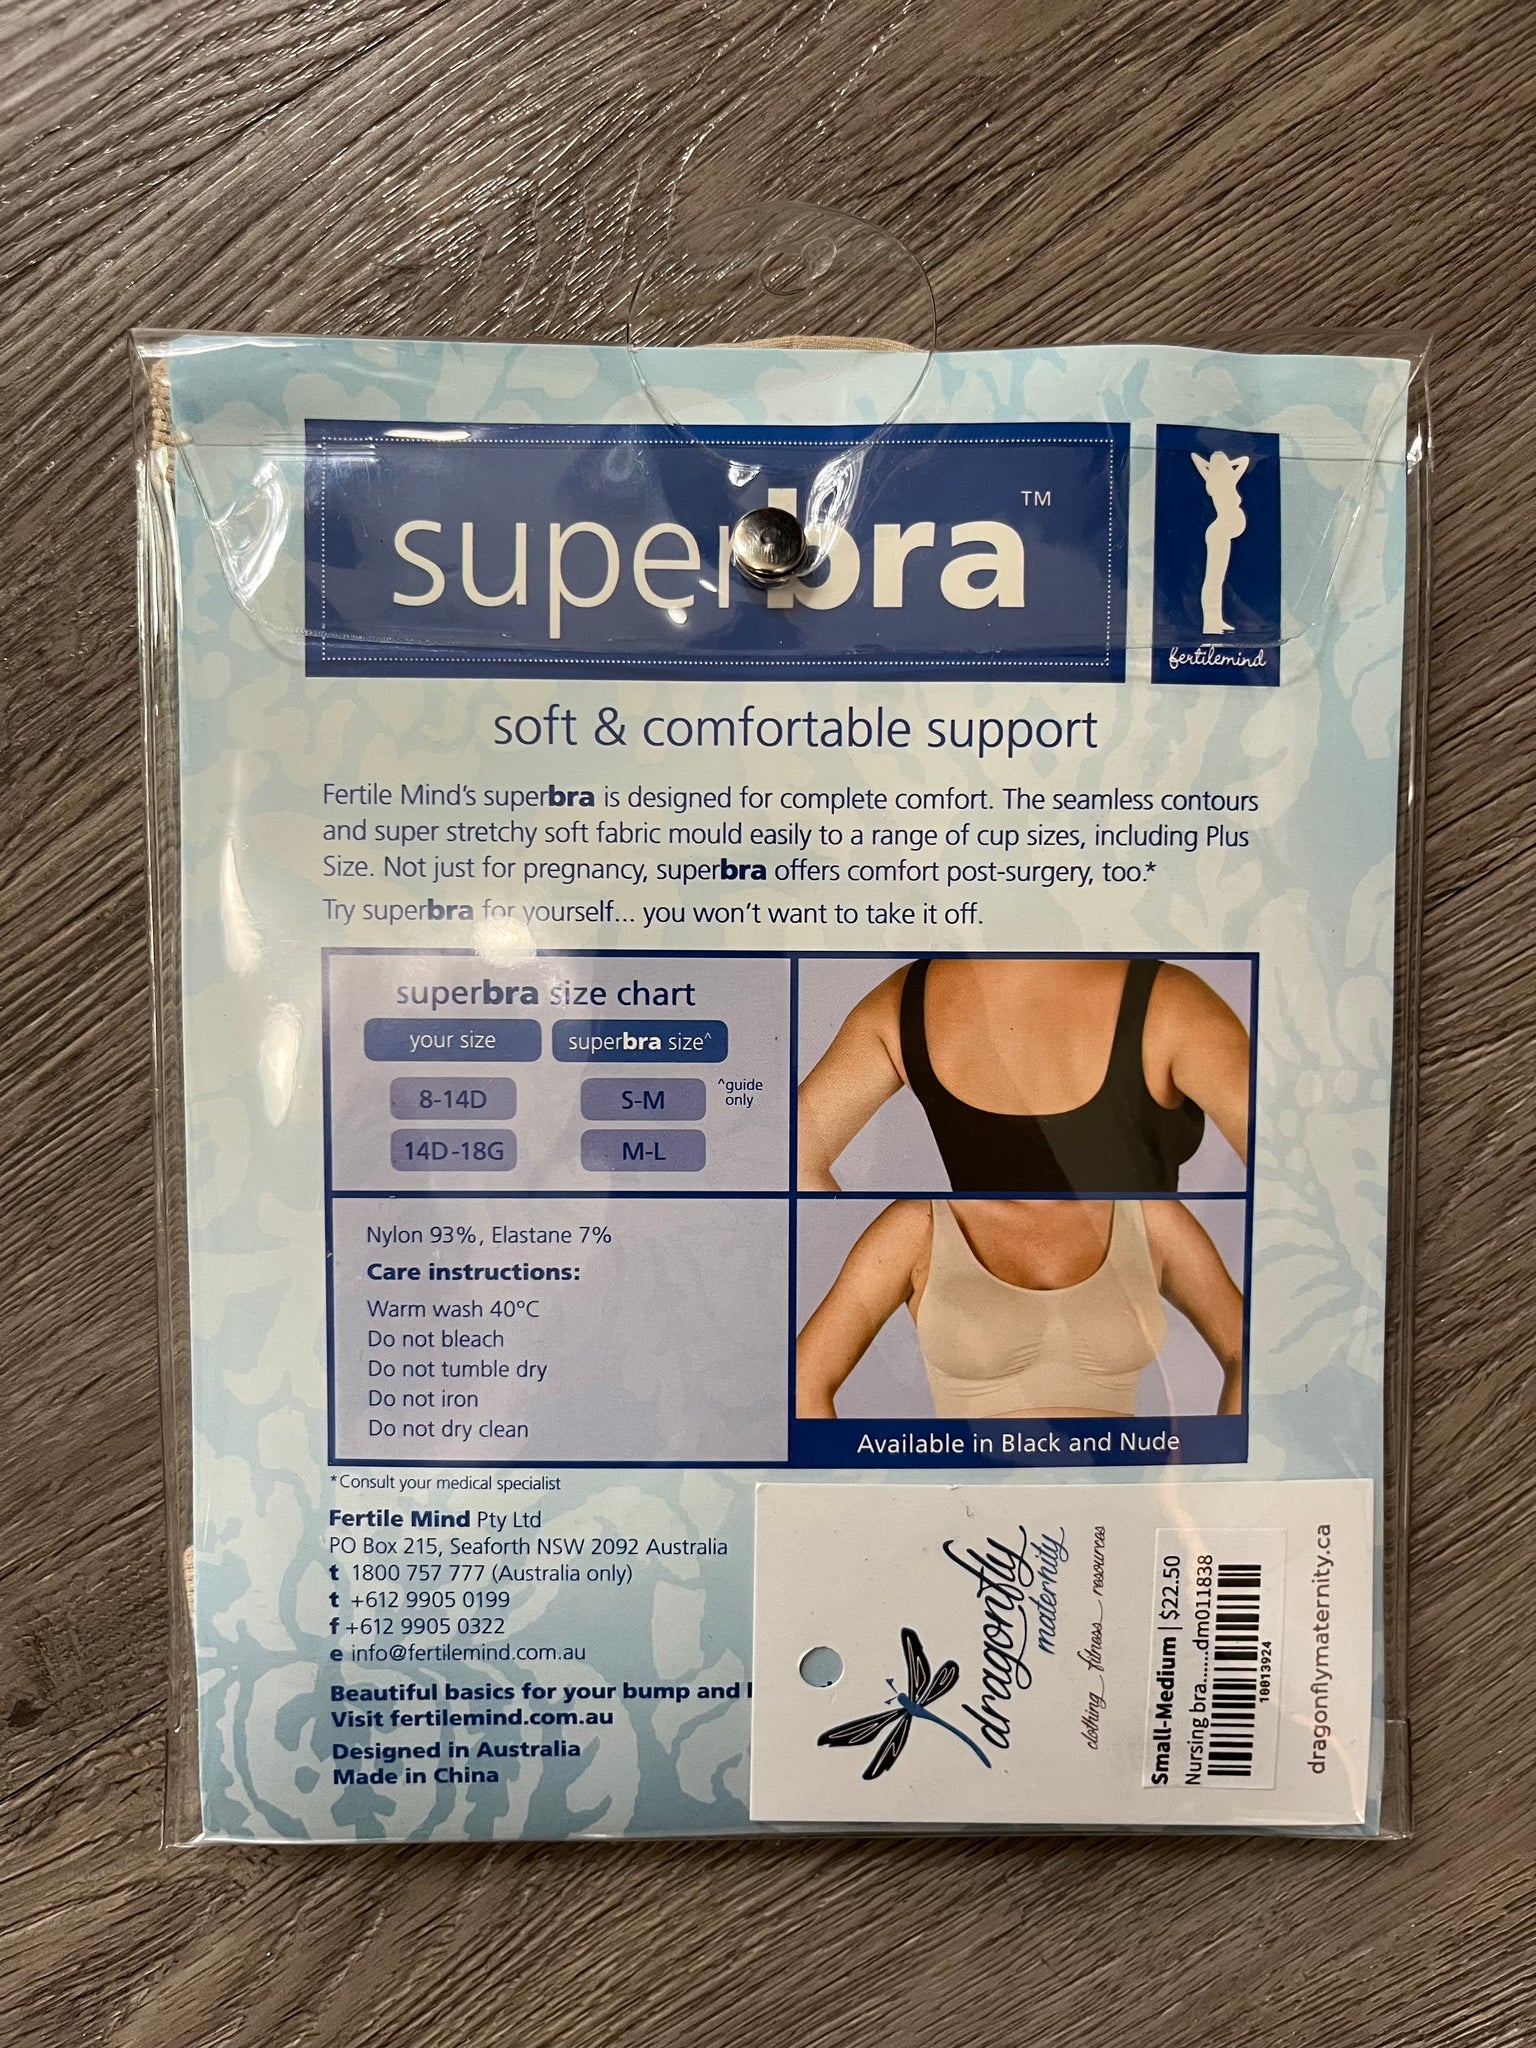 superbra™
fertilemind
soft & comfortable support
Fertile Mind's superbra is designed for complete comfort. The seamless contours
and super stretchy soft fabric mould easily to a range of cup sizes, including Plus
Size. Not just for pregnancy, superbra offers comfort post-surgery, too.*
Try superbra for yourself... you won't want to take it off.
superbra size chart
your size superbra size^
8-14D S-M ^guide
only
14D-18G M-L
Nylon 93%, Elastane 7%
Care instructions:
Warm wash 40°C
Do not bleach
Do not tumble dry
Do not iron
Do not dry clean
Available in Black and Nude
*Consult your medical specialist
Fertile Mind Pty Ltd
PO Box 215, Seaforth NSW 2092 Australia
t 1800 757 777 (Australia only)
t +612 9905 0199
f +612 9905 0322
e info@fertilemind.com.au
Beautiful basics for your bump and
Visit fertilemind.com.au
Designed in Australia
Made in China
dragonfly
maternity
clothing fitness resources
Small-Medium | $22.50
Nursing bra......dm011838
10013924
dragonflymaternity.ca